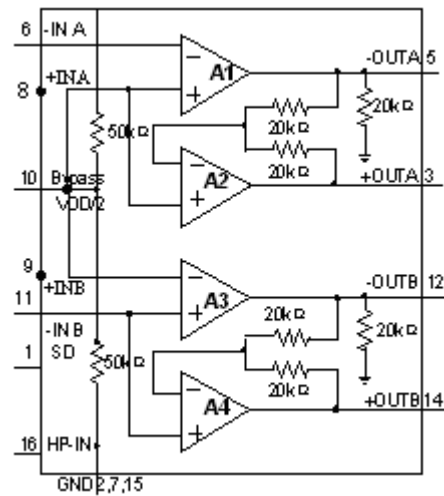 6 -IN A
8 +INA
A1
-OUTA 5
50kΩ
20kΩ
20kΩ
20kΩ
10 Bypass
VDD/2
A2
+OUTA 3
9
+INB
11
-IN B
A3
-OUTB 12
20kΩ
20kΩ
20kΩ
1 SD
50kΩ
A4
+OUTB 14
16 HP-IN
GND 2,7,15